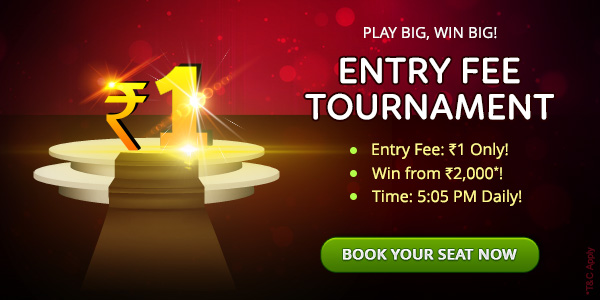 ₹1
PLAY BIG, WIN BIG!
ENTRY FEE
TOURNAMENT
• Entry Fee: ₹1 Only!
• Win from ₹2,000*!
• Time: 5:05 PM Daily!
BOOK YOUR SEAT NOW
*T&C Apply